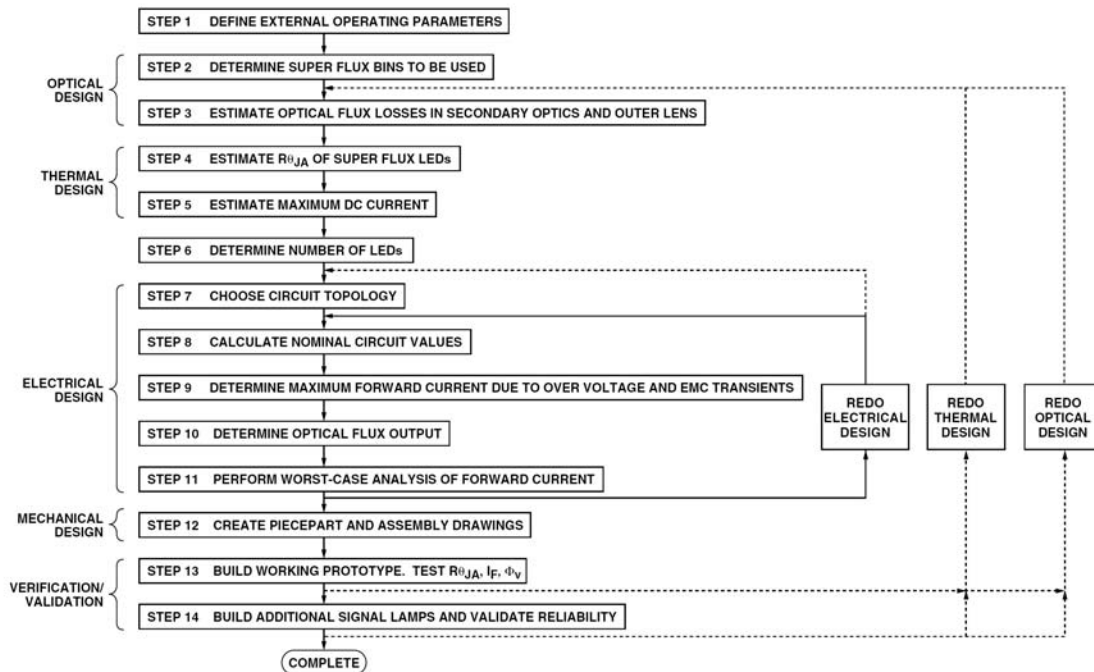 STEP 1 DEFINE EXTERNAL OPERATING PARAMETERS
OPTICAL
DESIGN
STEP 2 DETERMINE SUPER FLUX BINS TO BE USED
STEP 3 ESTIMATE OPTICAL FLUX LOSSES IN SECONDARY OPTICS AND OUTER LENS
THERMAL
DESIGN
STEP 4 ESTIMATE RθJA OF SUPER FLUX LEDs
STEP 5 ESTIMATE MAXIMUM DC CURRENT
STEP 6 DETERMINE NUMBER OF LEDs
ELECTRICAL
DESIGN
STEP 7 CHOOSE CIRCUIT TOPOLOGY
STEP 8 CALCULATE NOMINAL CIRCUIT VALUES
STEP 9 DETERMINE MAXIMUM FORWARD CURRENT DUE TO OVER VOLTAGE AND EMC TRANSIENTS
STEP 10 DETERMINE OPTICAL FLUX OUTPUT
STEP 11 PERFORM WORST-CASE ANALYSIS OF FORWARD CURRENT
REDO
ELECTRICAL
DESIGN
REDO
THERMAL
DESIGN
REDO
OPTICAL
DESIGN
MECHANICAL
DESIGN
STEP 12 CREATE PIECEPART AND ASSEMBLY DRAWINGS
VERIFICATION/
VALIDATION
STEP 13 BUILD WORKING PROTOTYPE. TEST RθJA, IF, Φv
STEP 14 BUILD ADDITIONAL SIGNAL LAMPS AND VALIDATE RELIABILITY
COMPLETE